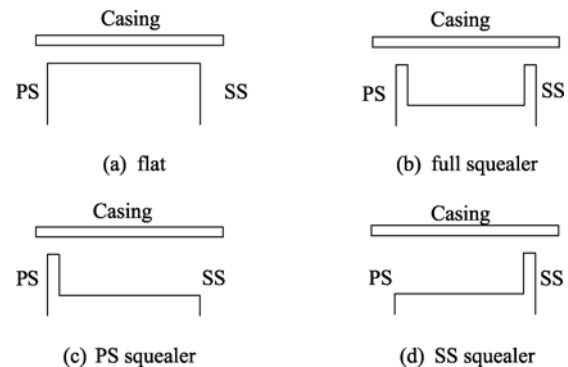 Casing
PS SS
(a) flat
Casing
PS SS
(b) full squealer
Casing
PS SS
(c) PS squealer
Casing
PS SS
(d) SS squealer